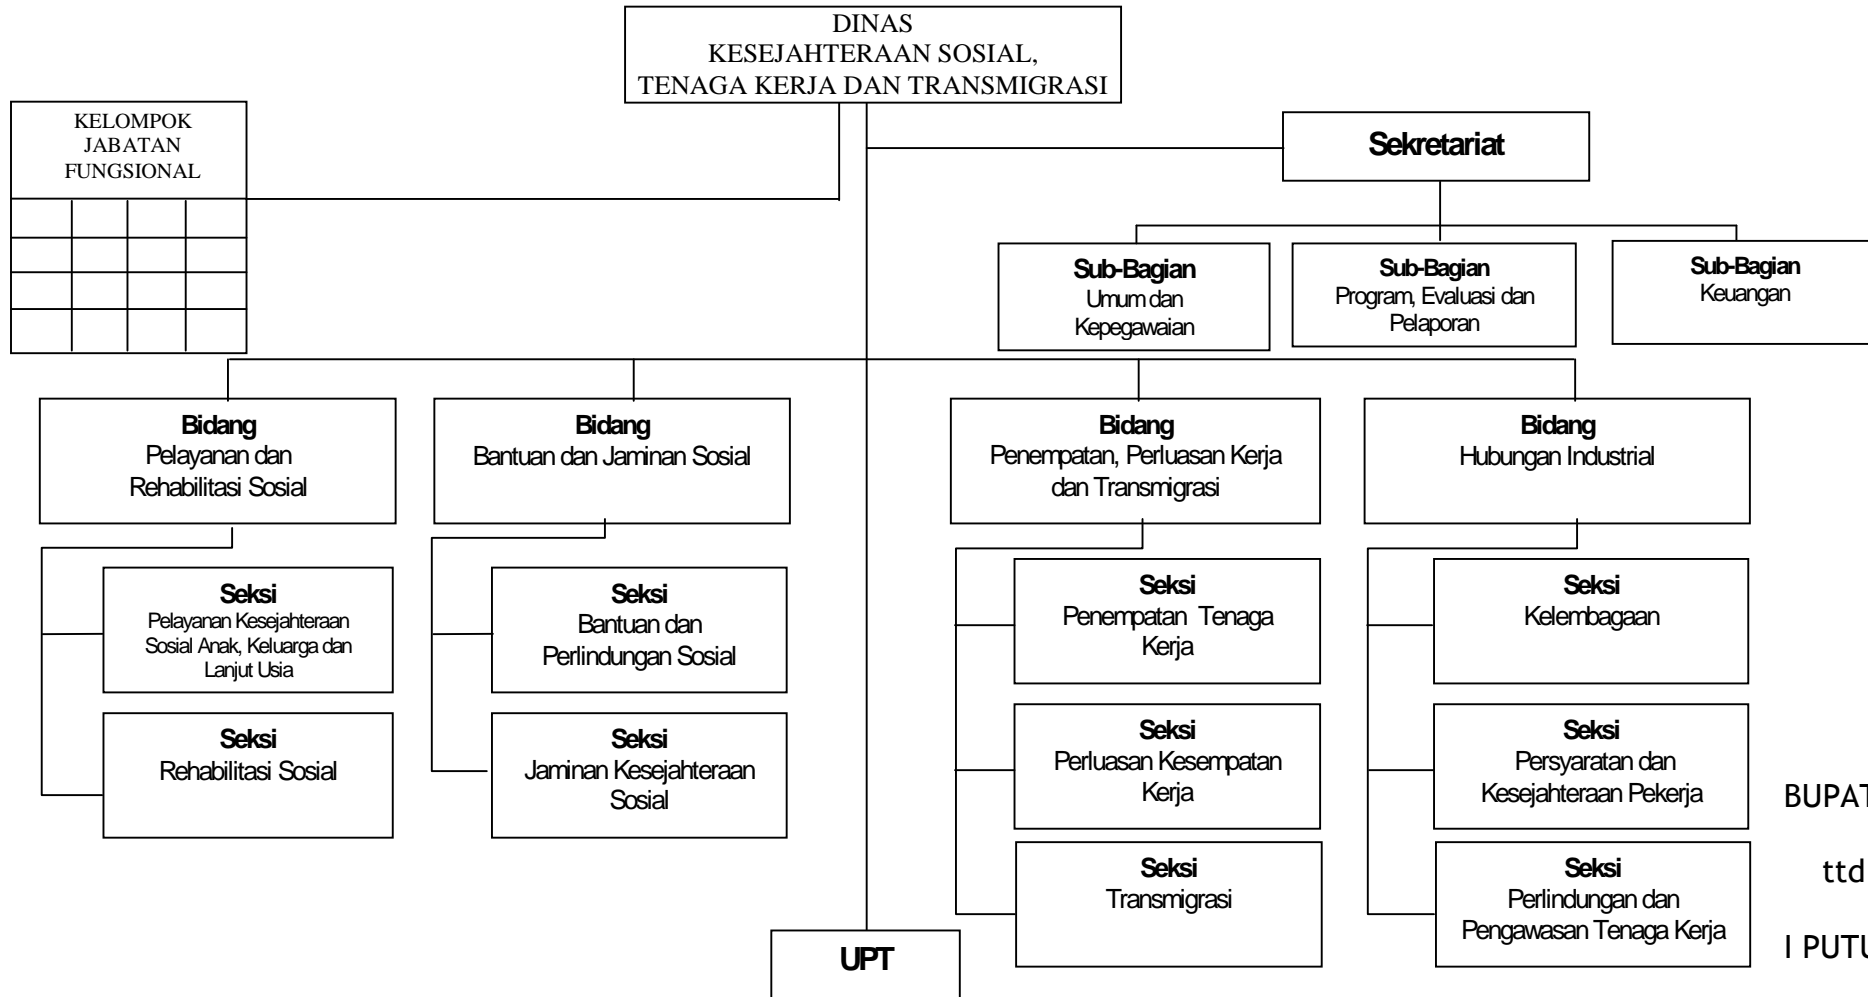 DINAS
KESEJAHTERAAN SOSIAL,
TENAGA KERJA DAN TRANSMIGRASI
KELOMPOK
JABATAN
FUNGSIONAL
Sekretariat
Sub-Bagian
Umum dan
Kepegawaian
Sub-Bagian
Program, Evaluasi dan
Pelaporan
Sub-Bagian
Keuangan
Bidang
Pelayanan dan
Rehabilitasi Sosial
Bidang
Bantuan dan Jaminan Sosial
Bidang
Penempatan, Perluasan Kerja
dan Transmigrasi
Bidang
Hubungan Industrial
Seksi
Pelayanan Kesejahteraan
Sosial Anak, Keluarga dan
Lanjut Usia
Seksi
Bantuan dan
Perlindungan Sosial
Seksi
Penempatan Tenaga
Kerja
Seksi
Kelembagaan
Seksi
Rehabilitasi Sosial
Seksi
Jaminan Kesejahteraan
Sosial
Seksi
Perluasan Kesempatan
Kerja
Seksi
Persyaratan dan
Kesejahteraan Pekerja
Seksi
Transmigrasi
Seksi
Perlindungan dan
Pengawasan Tenaga Kerja
UPT
BUPAT
ttd
I PUTU